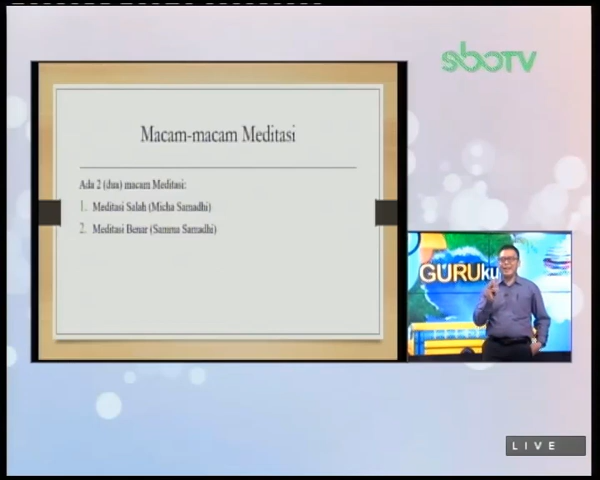 sboTV
Macam-macam Meditasi
Ada 2 (dua) macam Meditasi:
1. Meditasi Salah (Micha Samadhi)
2. Meditasi Benar (Samma Samadhi)
GURUku
LIVE